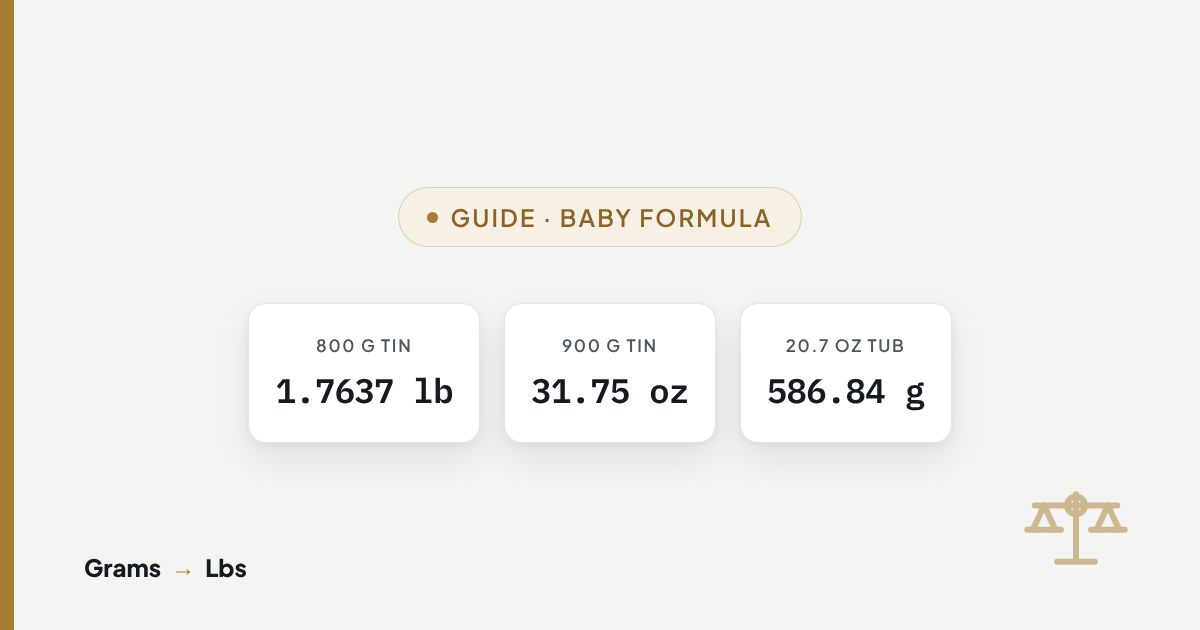 GUIDE · BABY FORMULA
800 G TIN
1.7637 lb
900 G TIN
31.75 oz
20.7 OZ TUB
586.84 g
Grams → Lbs